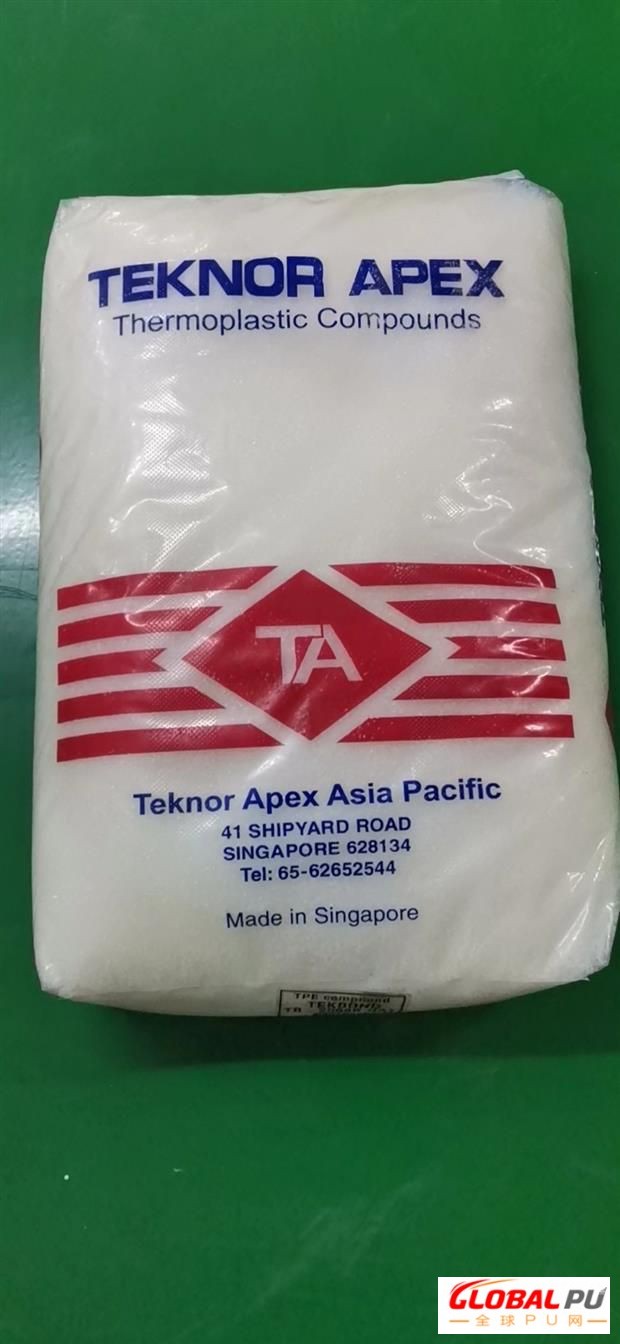 TEKNOR APEX
Thermoplastic Compounds
TA
Teknor Apex Asia Pacific
41 SHIPYARD ROAD
SINGAPORE 628134
Tel: 65-62652544
Made in Singapore
TPE compound
TEKBOND
GLOBAL PU
全球PU网